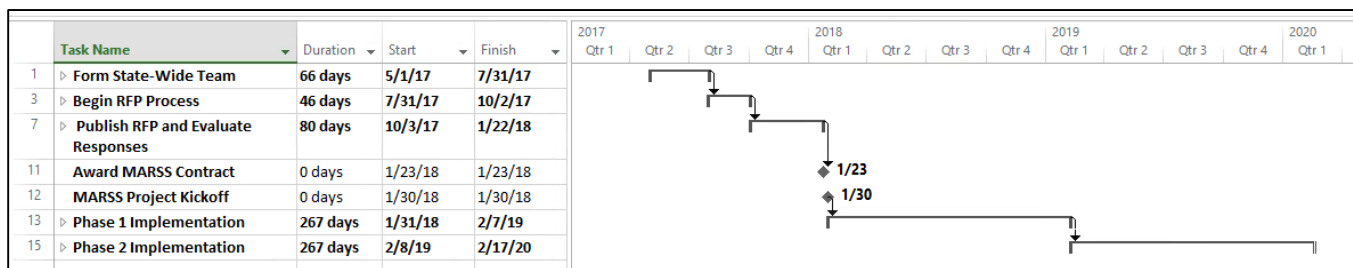 2017 2018 2019 2020
Task Name Duration Start Finish Qtr 1 Qtr 2 Qtr 3 Qtr 4 Qtr 1 Qtr 2 Qtr 3 Qtr 4 Qtr 1 Qtr 2 Qtr 3 Qtr 4 Qtr 1
1 Form State-Wide Team 66 days 5/1/17 7/31/17
3 Begin RFP Process 46 days 7/31/17 10/2/17
7 Publish RFP and Evaluate 80 days 10/3/17 1/22/18
Responses
11 Award MARSS Contract 0 days 1/23/18 1/23/18 1/23
12 MARSS Project Kickoff 0 days 1/30/18 1/30/18 1/30
13 Phase 1 Implementation 267 days 1/31/18 2/7/19
15 Phase 2 Implementation 267 days 2/8/19 2/17/20